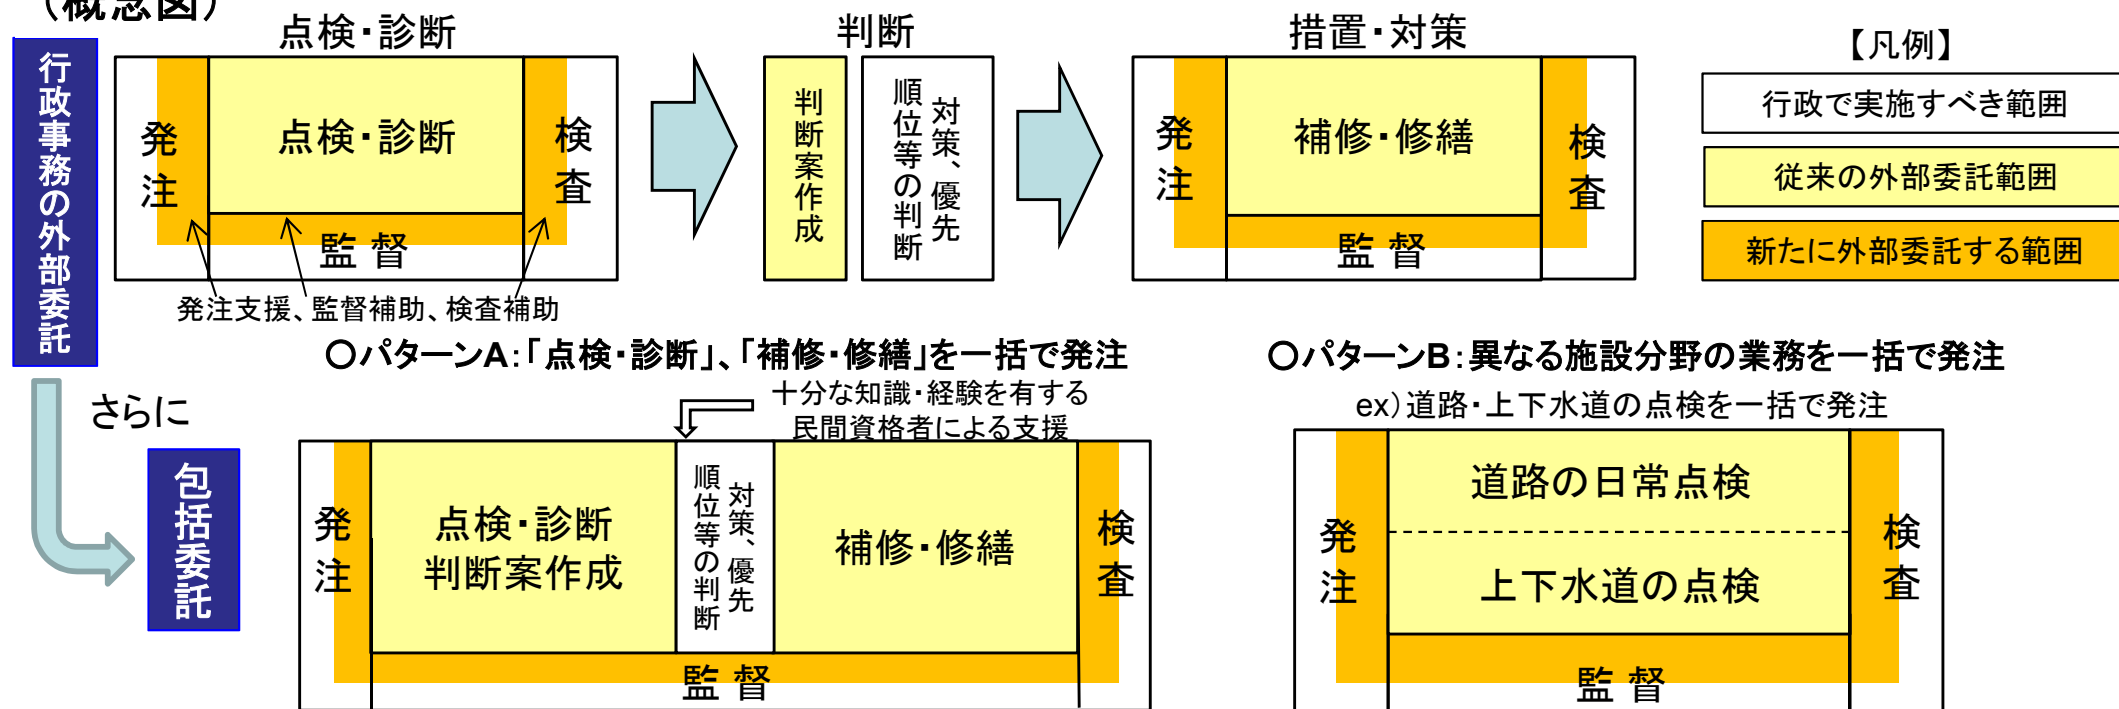 (概念図)
行政事務の外部委託
点検・診断
発注
点検・診断
検査
監督
発注支援、監督補助、検査補助
判断
判断案作成
対策、優先
順位等の判断
措置・対策
発注
補修・修繕
検査
監督
【凡例】
行政で実施すべき範囲
従来の外部委託範囲
新たに外部委託する範囲
さらに
包括委託
○パターンA:「点検・診断」、「補修・修繕」を一括で発注
十分な知識・経験を有する
民間資格者による支援
発注
点検・診断
判断案作成
対策、優先
順位等の判断
補修・修繕
検査
監督
○パターンB:異なる施設分野の業務を一括で発注
ex)道路・上下水道の点検を一括で発注
発注
道路の日常点検
上下水道の点検
検査
監督